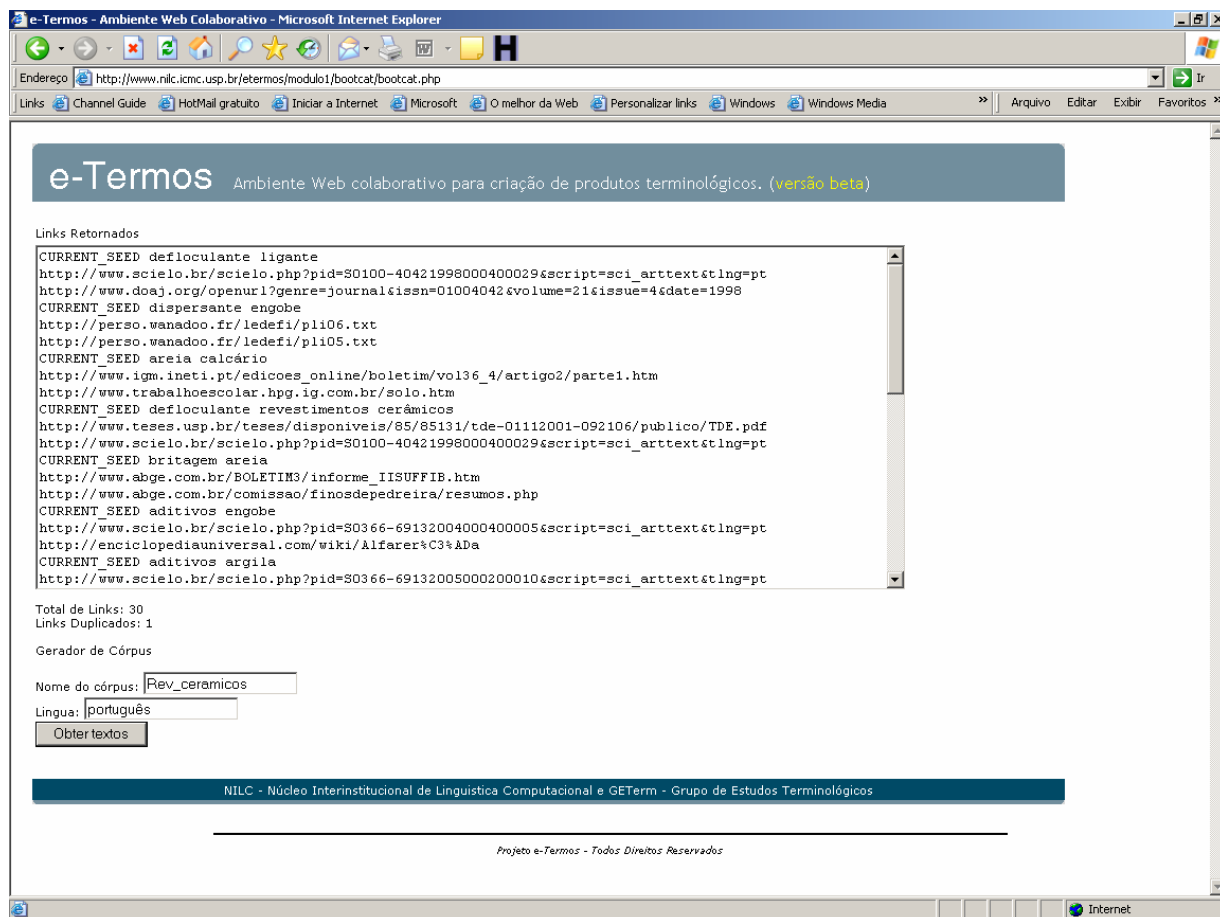 e-Termos - Ambiente Web Colaborativo - Microsoft Internet Explorer
Endereço http://www.nilc.icmc.usp.br/etermos/modulo1/bootcat/bootcat.php Ir
Links Channel Guide HotMail gratuito Iniciar a Internet Microsoft O melhor da Web Personalizar links Windows Windows Media » Arquivo Editar Exibir Favoritos »
e-Termos Ambiente Web colaborativo para criação de produtos terminológicos. (versão beta)
Links Retornados
CURRENT_SEED defloculante ligante
http://www.scielo.br/scielo.php?pid=S0100-40421998000400029&script=sci_arttext&tlng=pt
http://www.doaj.org/openurl?genre=journal&issn=01004042&volume=21&issue=4&date=1998
CURRENT_SEED dispersante engobe
http://perso.wanadoo.fr/ledefi/pli06.txt
http://perso.wanadoo.fr/ledefi/pli05.txt
CURRENT_SEED areia calcário
http://www.igm.ineti.pt/edicoes_online/boletim/vol36_4/artigo2/parte1.htm
http://www.trabalhoescolar.hpg.ig.com.br/solo.htm
CURRENT_SEED defloculante revestimentos cerâmicos
http://www.teses.usp.br/teses/disponiveis/85/85131/tde-01112001-092106/publico/TDE.pdf
http://www.scielo.br/scielo.php?pid=S0100-40421998000400029&script=sci_arttext&tlng=pt
CURRENT_SEED britagem areia
http://www.abge.com.br/BOLETIM3/informe_IISUFFIB.htm
http://www.abge.com.br/comissao/finosdepedreira/resumos.php
CURRENT_SEED aditivos engobe
http://www.scielo.br/scielo.php?pid=S0366-69132004000400005&script=sci_arttext&tlng=pt
http://enciclopediauniversal.com/wiki/Alfarer%C3%ADa
CURRENT_SEED aditivos argila
http://www.scielo.br/scielo.php?pid=S0366-69132005000200010&script=sci_arttext&tlng=pt
Total de Links: 30
Links Duplicados: 1
Gerador de Córpus
Nome do córpus: Rev_ceramicos
Lingua: português
Obter textos
NILC - Núcleo Interinstitucional de Linguistica Computacional e GETerm - Grupo de Estudos Terminológicos
Projeto e-Termos - Todos Direitos Reservados
Internet